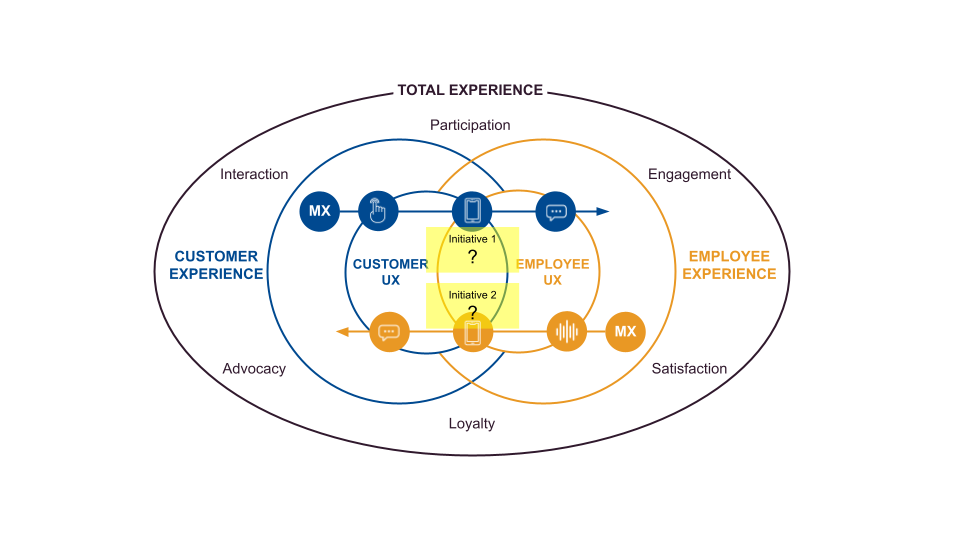 TOTAL EXPERIENCE
Participation
Interaction
Engagement
MX
Initiative 1
?
CUSTOMER
EXPERIENCE
CUSTOMER
UX
EMPLOYEE
UX
EMPLOYEE
EXPERIENCE
Initiative 2
?
MX
Advocacy
Satisfaction
Loyalty